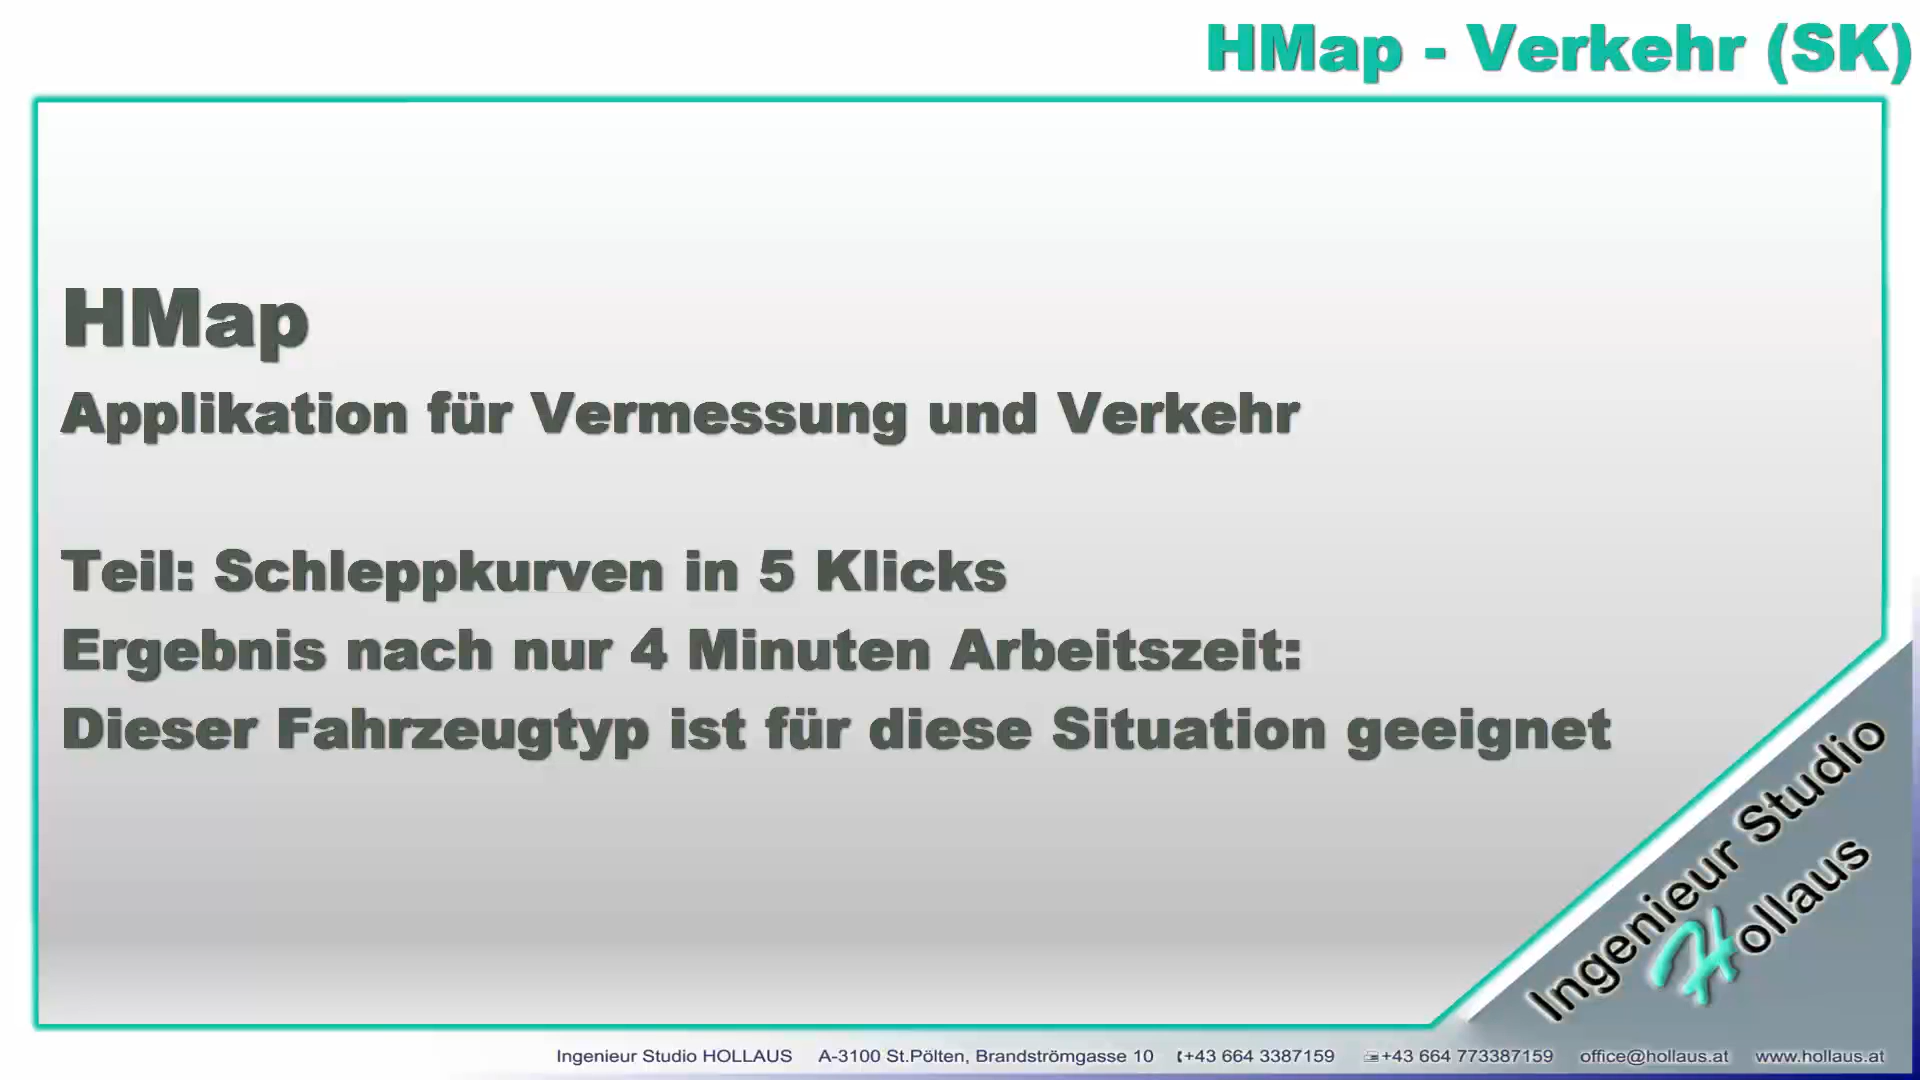 HMap - Verkehr (SK)
HMap
Applikation für Vermessung und Verkehr
Teil: Schleppkurven in 5 Klicks
Ergebnis nach nur 4 Minuten Arbeitszeit:
Dieser Fahrzeugtyp ist für diese Situation geeignet
Ingenieur Studio
Hollaus
Ingenieur Studio HOLLAUS A-3100 St.Pölten, Brandströmgasse 10 +43 664 3387159 +43 664 773387159 office@hollaus.at www.hollaus.at